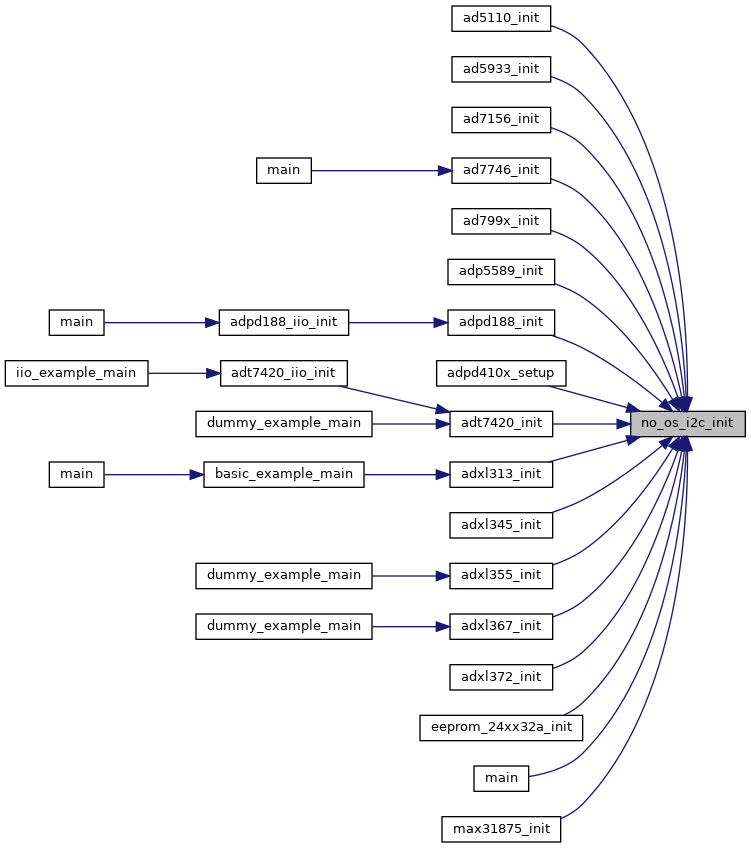 ad5110_init
ad5933_init
ad7156_init
main
ad7746_init
ad799x_init
adp5589_init
main
adpd188_iio_init
adpd188_init
iio_example_main
adt7420_iio_init
adpd410x_setup
dummy_example_main
adt7420_init
no_os_i2c_init
main
basic_example_main
adxl313_init
adxl345_init
dummy_example_main
adxl355_init
dummy_example_main
adxl367_init
adxl372_init
eeprom_24xx32a_init
main
max31875_init